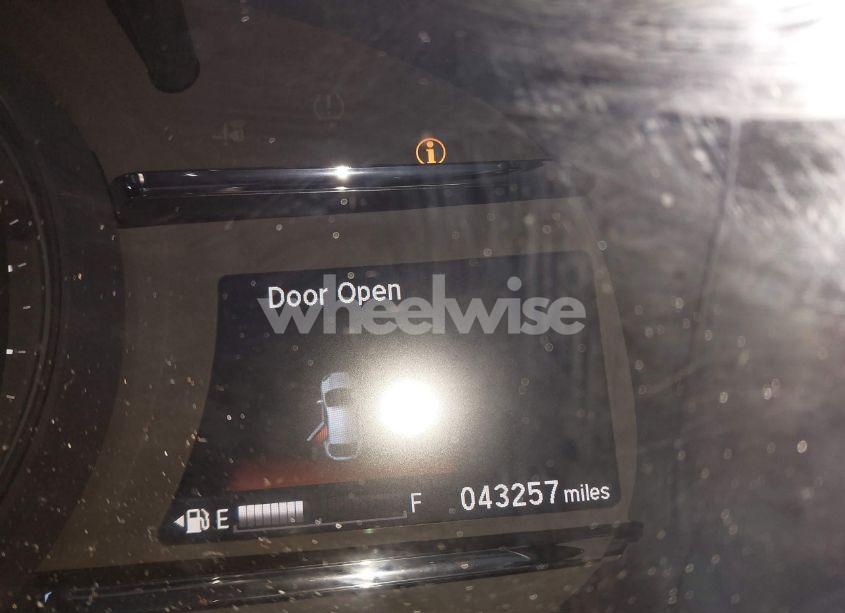 Door Open
wheelwise
E
F
043257 miles